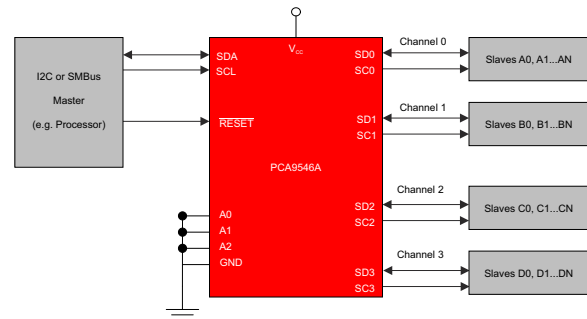 I2C or SMBus
Master
(e.g. Processor)
VCC
SDA
SCL
RESET
PCA9546A
A0
A1
A2
GND
SD0
SC0
SD1
SC1
SD2
SC2
SD3
SC3
Channel 0
Channel 1
Channel 2
Channel 3
Slaves A0, A1...AN
Slaves B0, B1...BN
Slaves C0, C1...CN
Slaves D0, D1...DN